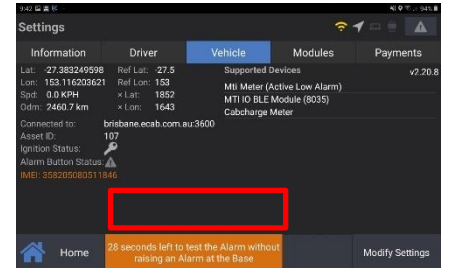 9:42
94%
Settings
Information Driver Vehicle Modules Payments
Lat: -27.383249598 Ref Lat: -27.5 Supported Devices v2.20.8
Lon: 153.116203621 Ref Lon: 153 Mti Meter (Active Low Alarm)
Spd: 0.0 KPH × Lat: 1852 MTI IO BLE Module (8035)
Odm: 2460.7 km × Lon: 1643 Cabcharge Meter
Connected to: brisbane.ecab.com.au:3600
Asset ID: 107
Ignition Status:
Alarm Button Status:
IMEI: 358205080511846
28 seconds left to test the Alarm without
Home Modify Settings
raising an Alarm at the Base